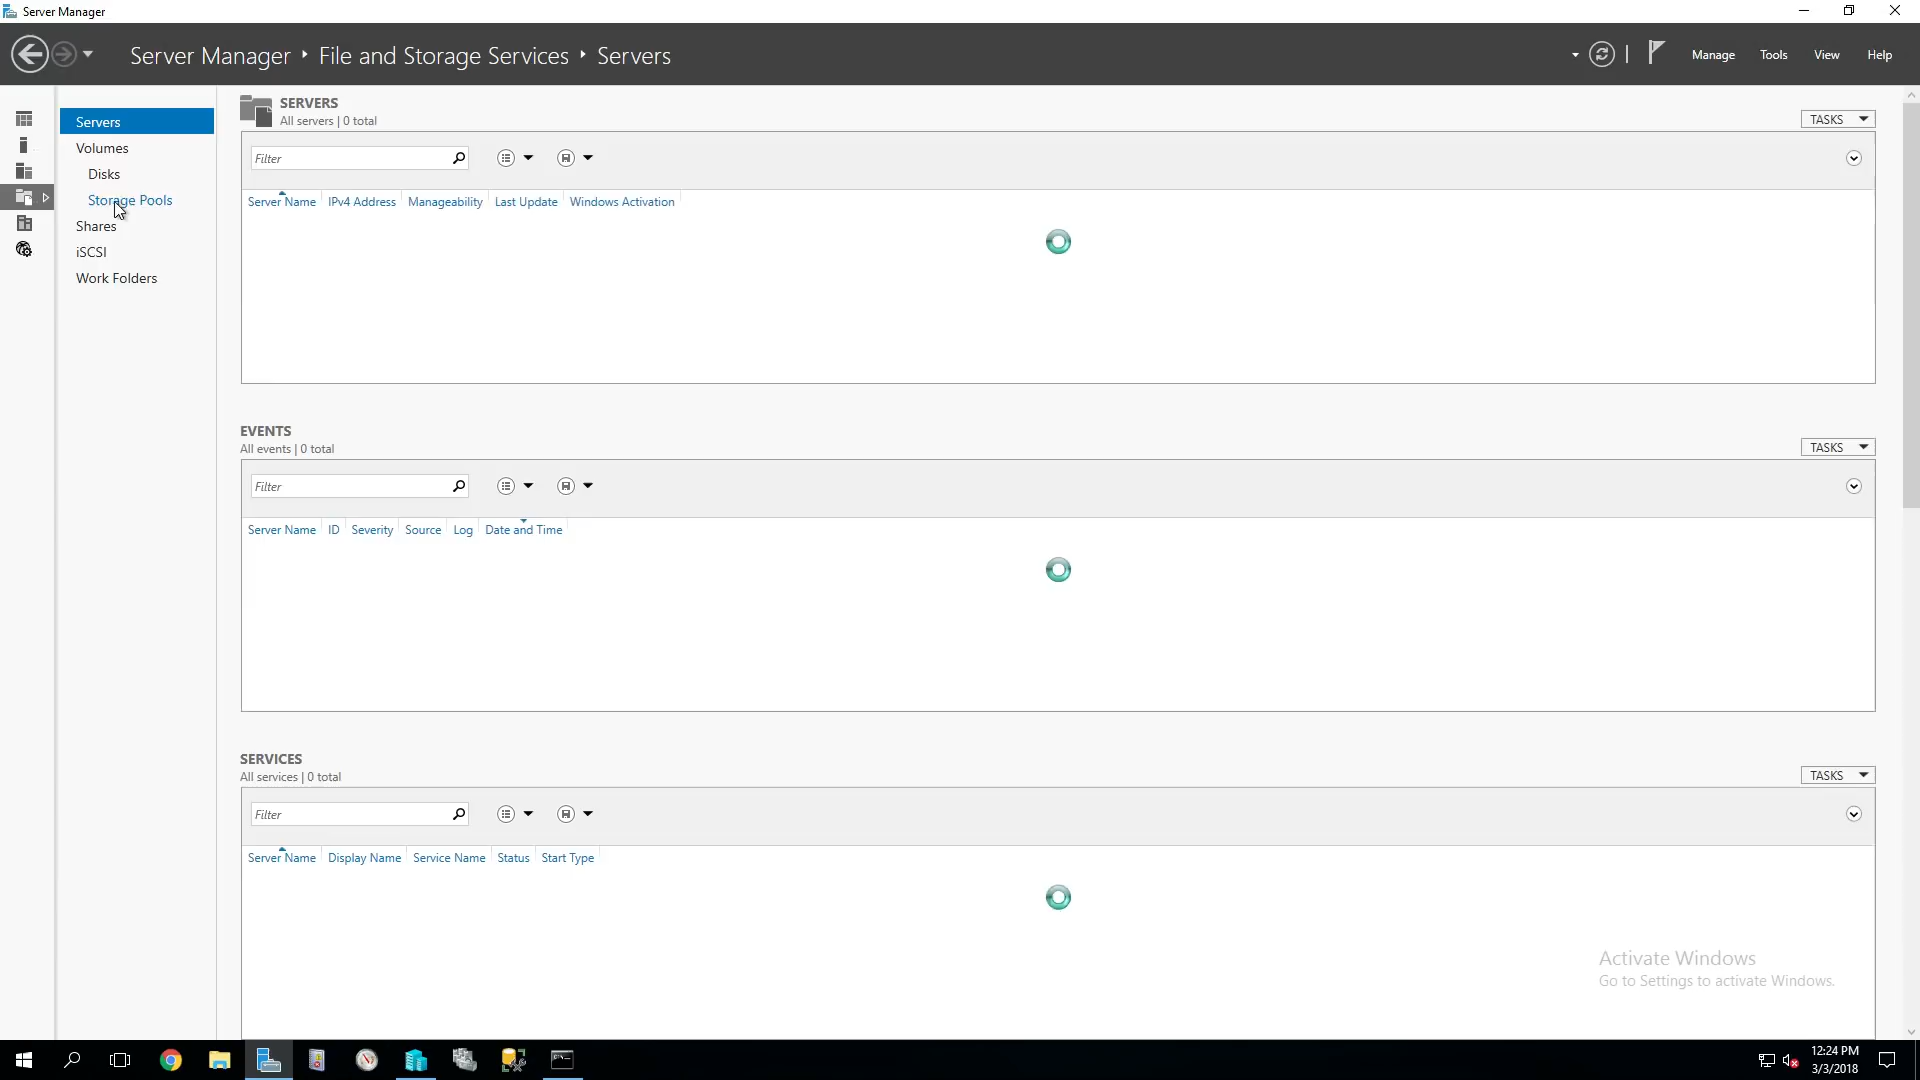 Server Manager
Server Manager ‣ File and Storage Services ‣ Servers
Manage Tools View Help
Servers
Volumes
Disks
Storage Pools
Shares
iSCSI
Work Folders
SERVERS
All servers | 0 total
TASKS
Filter
Server Name IPv4 Address Manageability Last Update Windows Activation
EVENTS
All events | 0 total
TASKS
Filter
Server Name ID Severity Source Log Date and Time
SERVICES
All services | 0 total
TASKS
Filter
Server Name Display Name Service Name Status Start Type
Activate Windows
Go to Settings to activate Windows.
12:24 PM
3/3/2018